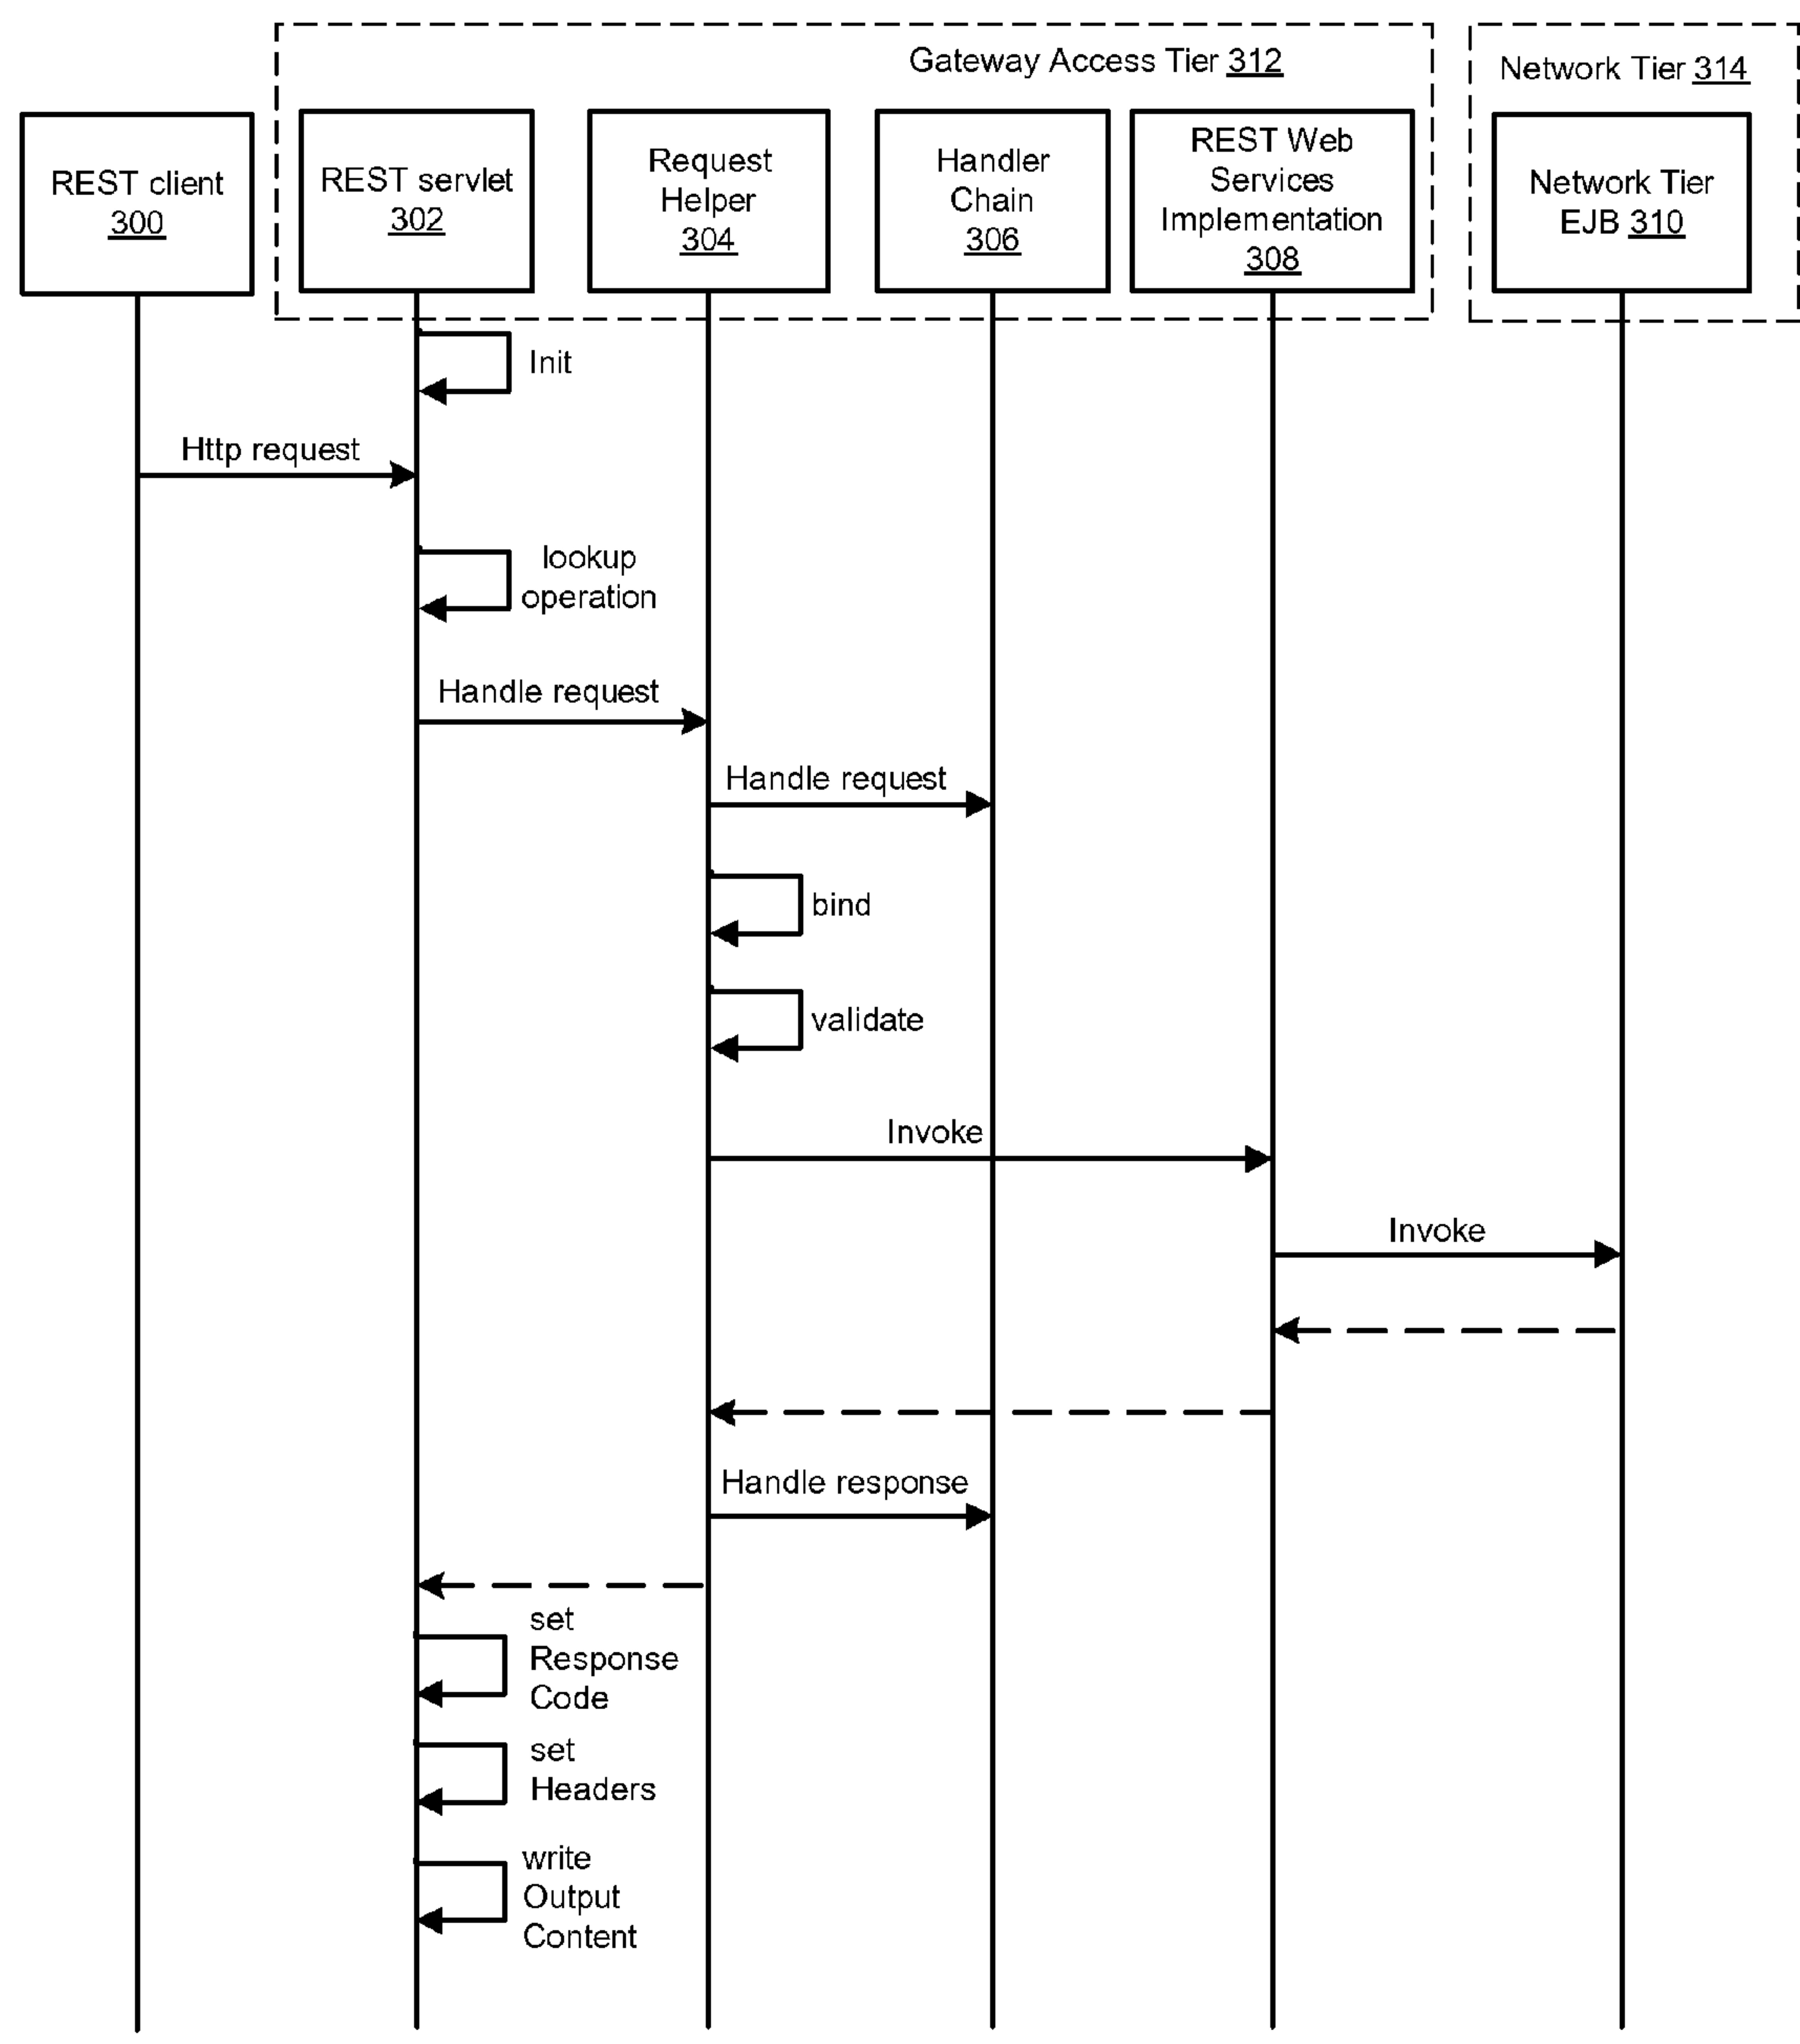 Gateway Access Tier 312
Network Tier 314
REST client
300
REST servlet
302
Request
Helper
304
Handler
Chain
306
REST Web
Services
Implementation
308
Network Tier
EJB 310
Init
Http request
lookup
operation
Handle request
Handle request
bind
validate
Invoke
Invoke
Handle response
set
Response
Code
set
Headers
write
Output
Content